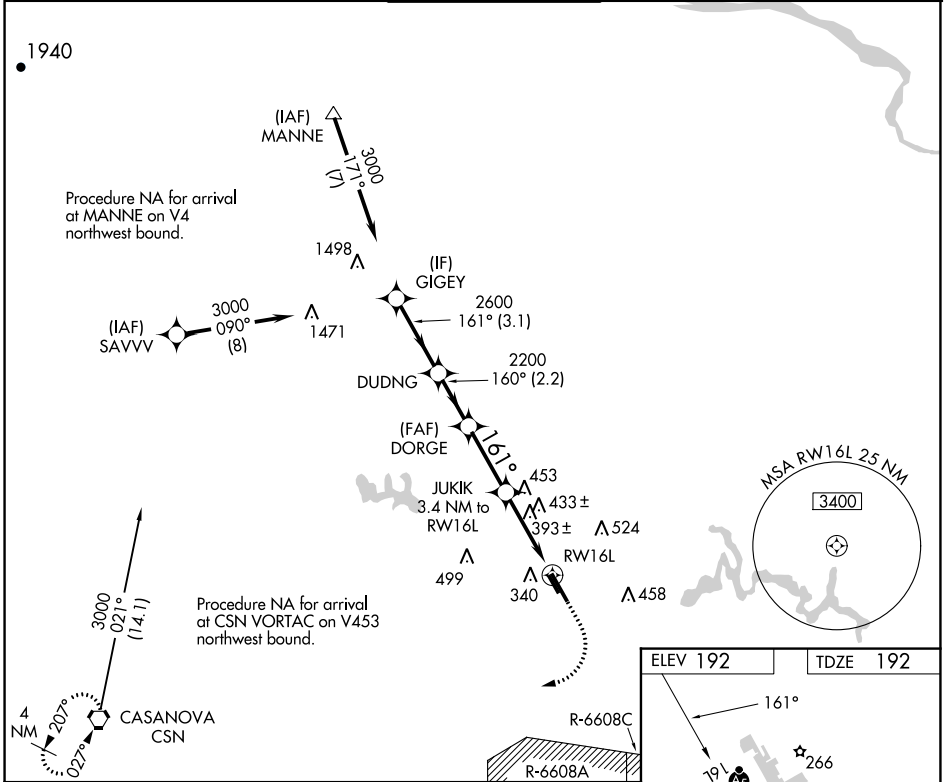 1940
(IAF)
MANNE
3000
171°
(7)
Procedure NA for arrival
at MANNE on V4
northwest bound.
1498
(IF)
GIGEY
3000
090°
(8)
(IAF)
SAVVV
1471
2600
161° (3.1)
DUDNG
2200
160° (2.2)
(FAF)
DORGE
161°
JUKIK
3.4 NM to
RW16L
453
433±
393±
524
499
340
RW16L
458
MSA RW16L 25 NM
3400
3000
021°
(14.1)
Procedure NA for arrival
at CSN VORTAC on V453
northwest bound.
4
NM
207°
027°
CASANOVA
CSN
R-6608C
R-6608A
ELEV 192
TDZE 192
161°
266